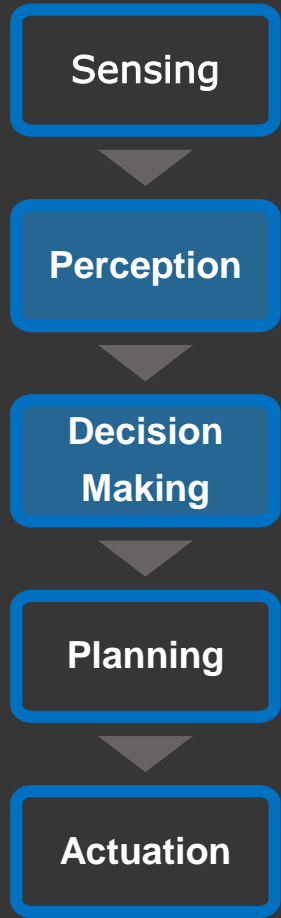 Sensing
Perception
Decision
Making
Planning
Actuation